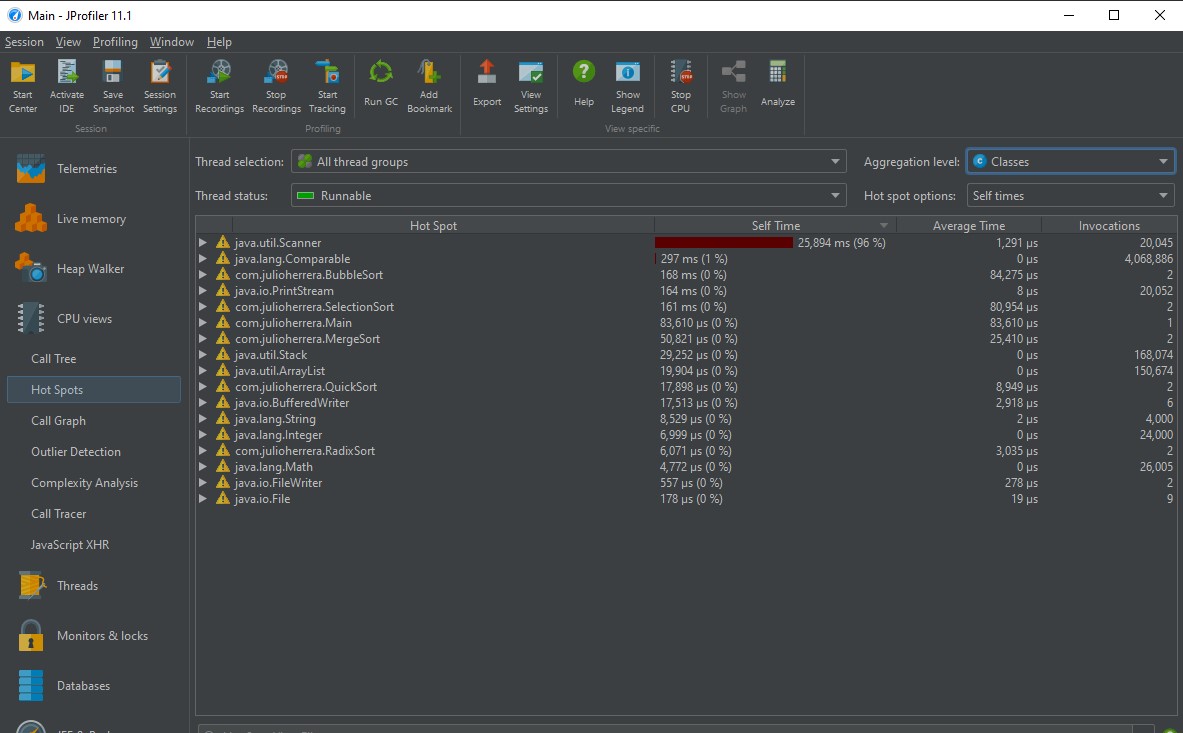 Main - JProfiler 11.1
Session View Profiling Window Help
Start Center
Activate IDE
Save Snapshot
Session Settings
Start Recordings
Stop Recordings
Start Tracking
Run GC
Add Bookmark
Export
View Settings
Help
Show Legend
Stop CPU
Show Graph
Analyze
Session
Profiling
View specific
Telemetries
Live memory
Heap Walker
CPU views
Call Tree
Hot Spots
Call Graph
Outlier Detection
Complexity Analysis
Call Tracer
JavaScript XHR
Threads
Monitors & locks
Databases
Thread selection: All thread groups Aggregation level: Classes
Thread status: Runnable Hot spot options: Self times
Hot Spot Self Time Average Time Invocations
java.util.Scanner 25,894 ms (96 %) 1,291 µs 20,045
java.lang.Comparable 297 ms (1 %) 0 µs 4,068,886
com.julioherrera.BubbleSort 168 ms (0 %) 84,275 µs 2
java.io.PrintStream 164 ms (0 %) 8 µs 20,052
com.julioherrera.SelectionSort 161 ms (0 %) 80,954 µs 2
com.julioherrera.Main 83,610 µs (0 %) 83,610 µs 1
com.julioherrera.MergeSort 50,821 µs (0 %) 25,410 µs 2
java.util.Stack 29,252 µs (0 %) 0 µs 168,074
java.util.ArrayList 19,904 µs (0 %) 0 µs 150,674
com.julioherrera.QuickSort 17,898 µs (0 %) 8,949 µs 2
java.io.BufferedWriter 17,513 µs (0 %) 2,918 µs 6
java.lang.String 8,529 µs (0 %) 2 µs 4,000
java.lang.Integer 6,999 µs (0 %) 0 µs 24,000
com.julioherrera.RadixSort 6,071 µs (0 %) 3,035 µs 2
java.lang.Math 4,772 µs (0 %) 0 µs 26,005
java.io.FileWriter 557 µs (0 %) 278 µs 2
java.io.File 178 µs (0 %) 19 µs 9